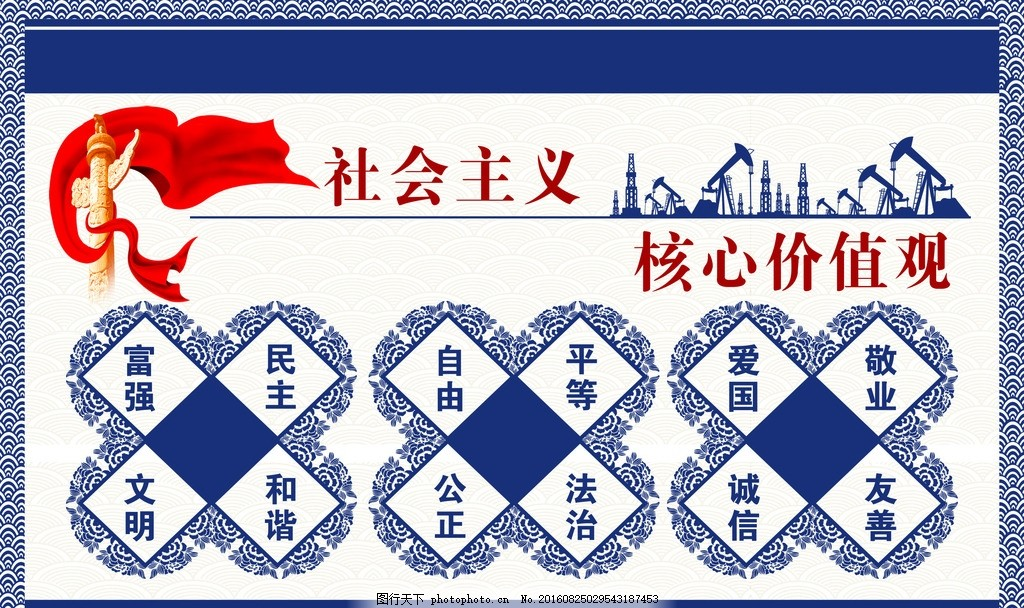 社会主义
核心价值观
富强
民主
自由
平等
爱国
敬业
文明
和谐
公正
法治
诚信
友善
图行天下 www.photophoto.cn No.20160825029543187453